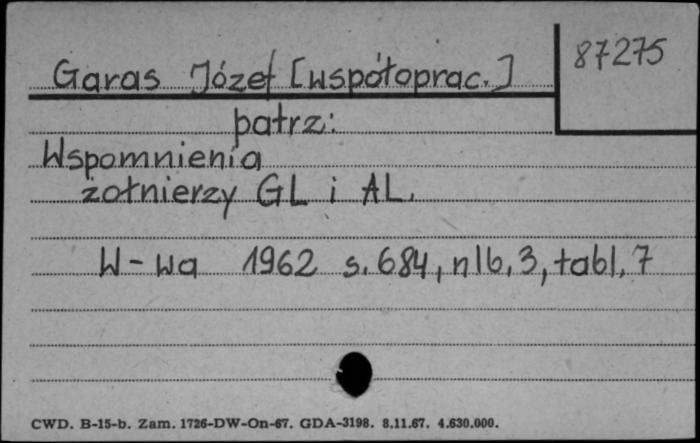 87275
Garas Józef [współoprac.]
patrz:
Wspomnienia
żołnierzy GL i AL.
W-wa 1962 s. 684, nlb. 3, tabl. 7
CWD. B-15-b. Zam. 1726-DW-On-67. GDA-3198. 8.11.67. 4.630.000.